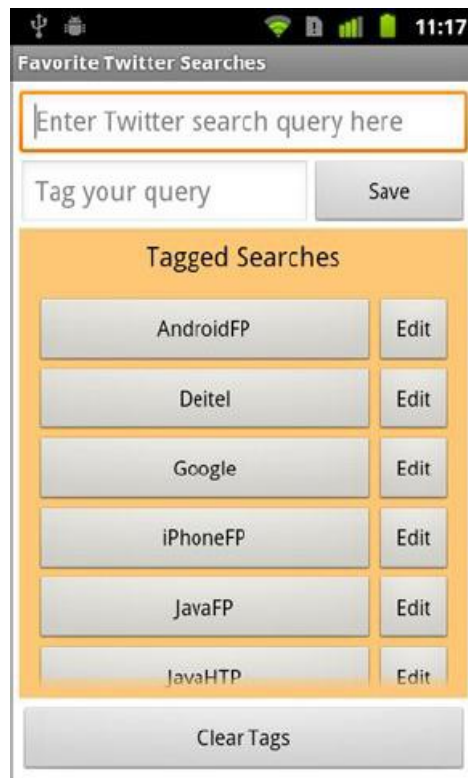 11:17
Favorite Twitter Searches
Enter Twitter search query here
Tag your query
Save
Tagged Searches
AndroidFP Edit
Deitel Edit
Google Edit
iPhoneFP Edit
JavaFP Edit
JavaHTP Edit
Clear Tags